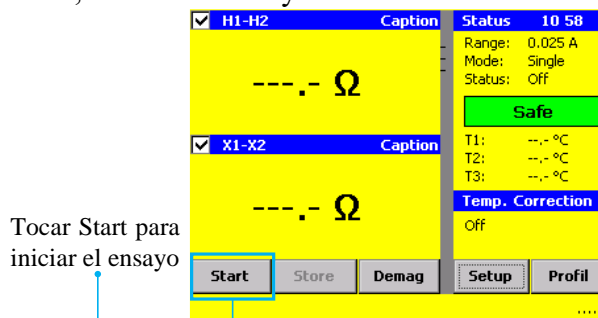 H1-H2 Caption
---.- Ω
X1-X2 Caption
---.- Ω
Status 10 58
Range: 0.025 A
Mode: Single
Status: Off
Safe
T1: --.- °C
T2: --.- °C
T3: --.- °C
Temp. Correction
Off
Tocar Start para
iniciar el ensayo
Start Store Demag Setup Profil